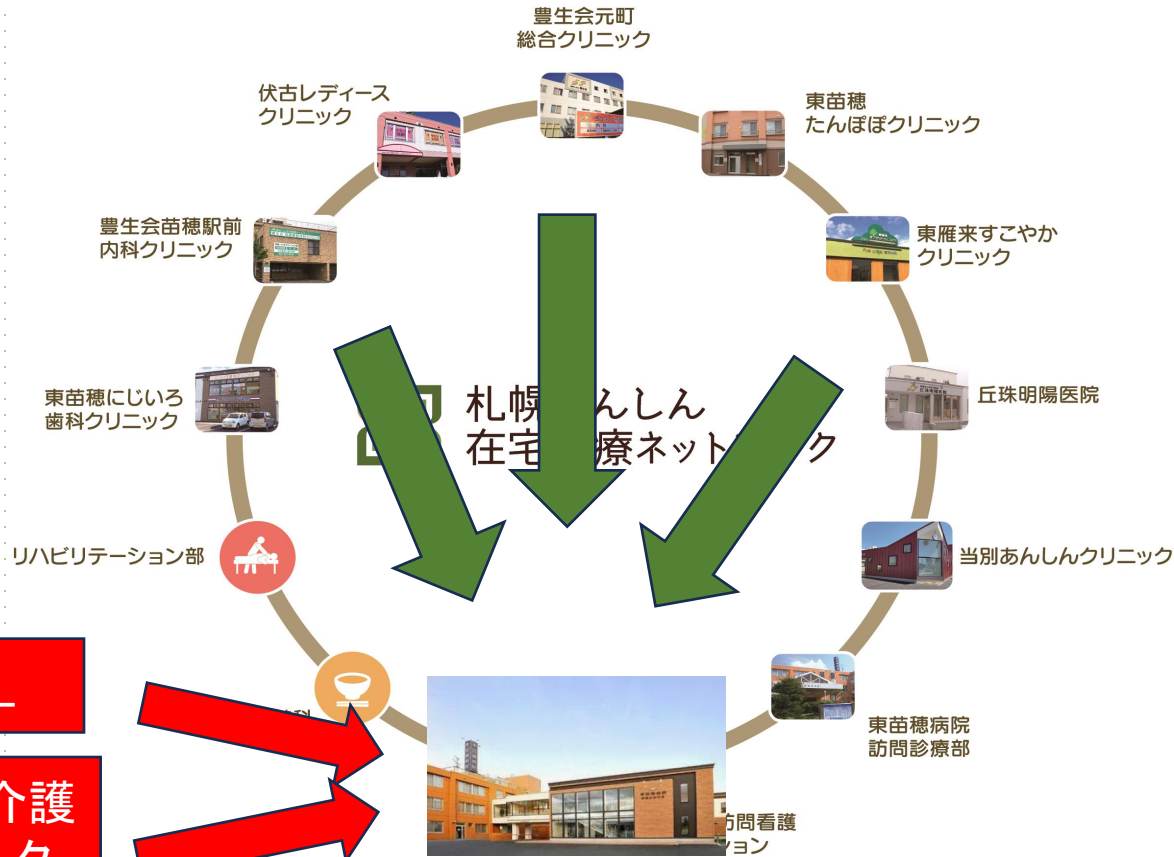 豊生会元町
総合クリニック
伏古レディース
クリニック
東苗穂
たんぽぽクリニック
豊生会苗穂駅前
内科クリニック
東雁来すこやか
クリニック
東苗穂にじいろ
歯科クリニック
丘珠明陽医院
札幌 んしん
在宅 療ネット ク
リハビリテーション部
当別あんしんクリニック
東苗穂病院
訪問診療部
介護
ク
訪問看護
ション